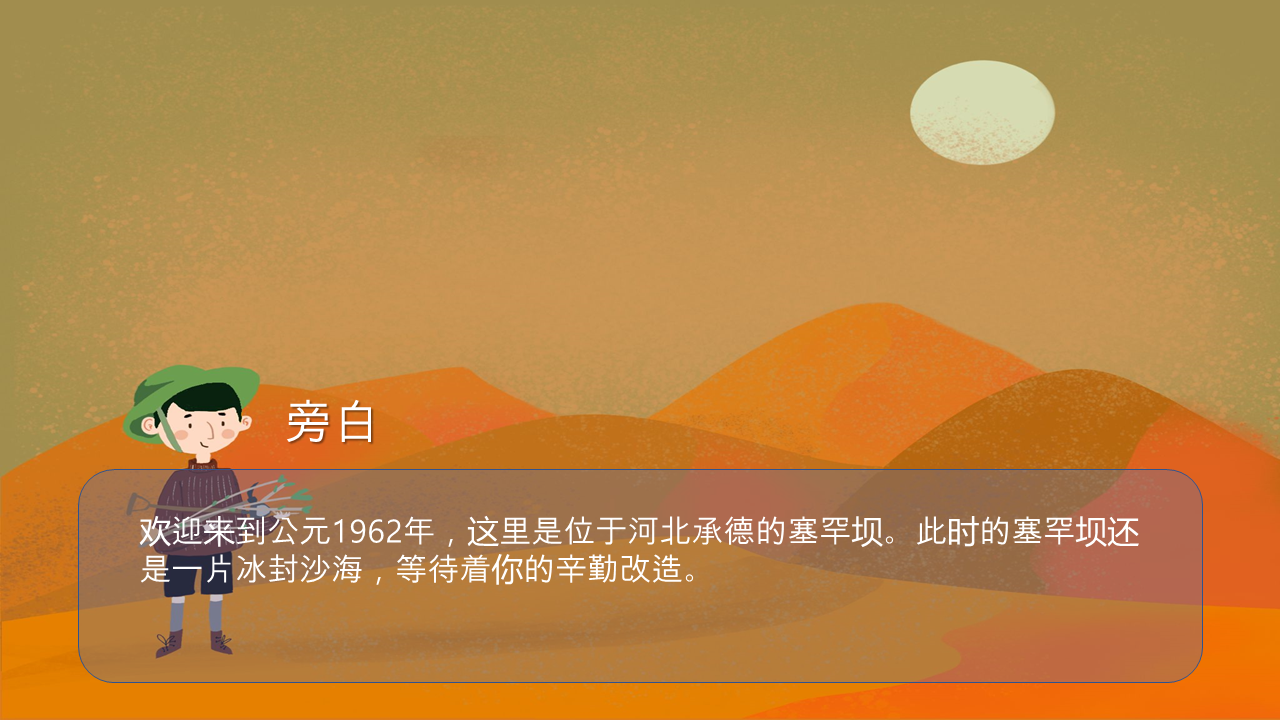 旁白
欢迎来到公元1962年，这里是位于河北承德的塞罕坝。此时的塞罕坝还
是一片冰封沙海，等待着你的辛勤改造。